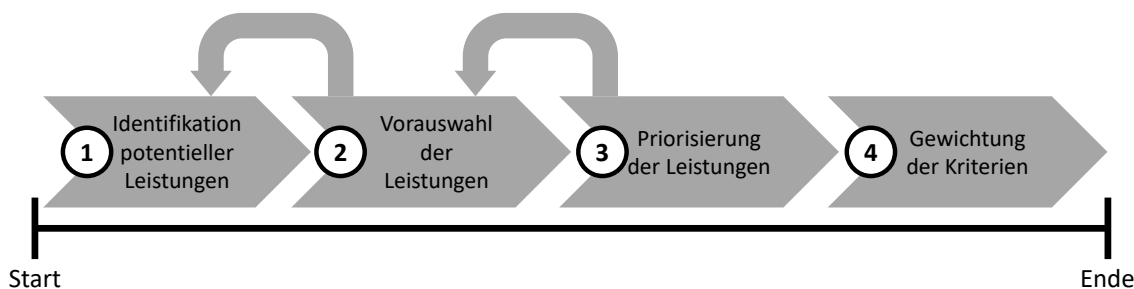 1
Identifikation
potentieller
Leistungen
2
Vorauswahl
der
Leistungen
3
Priorisierung
der Leistungen
4
Gewichtung
der Kriterien
Start
Ende